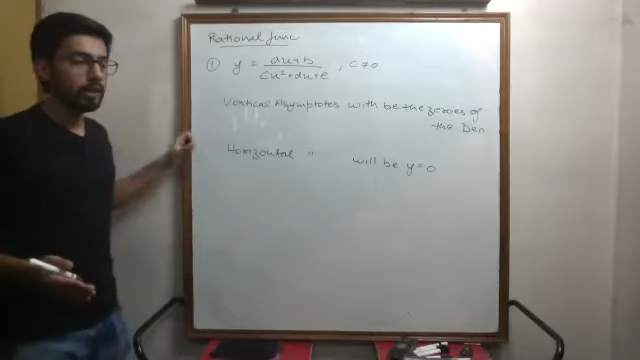 Rational func
① y = ax+b / cx²+dx+e , c≠0
Vertical Asymptotes with be the zeroes of
the Den
Horizontal " will be y=0